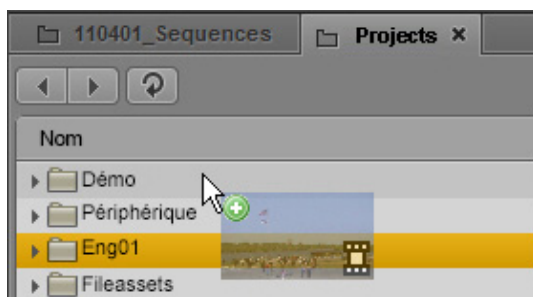 110401_Sequences
Projects
Nom
Démo
Périphérique
Eng01
Fileassets